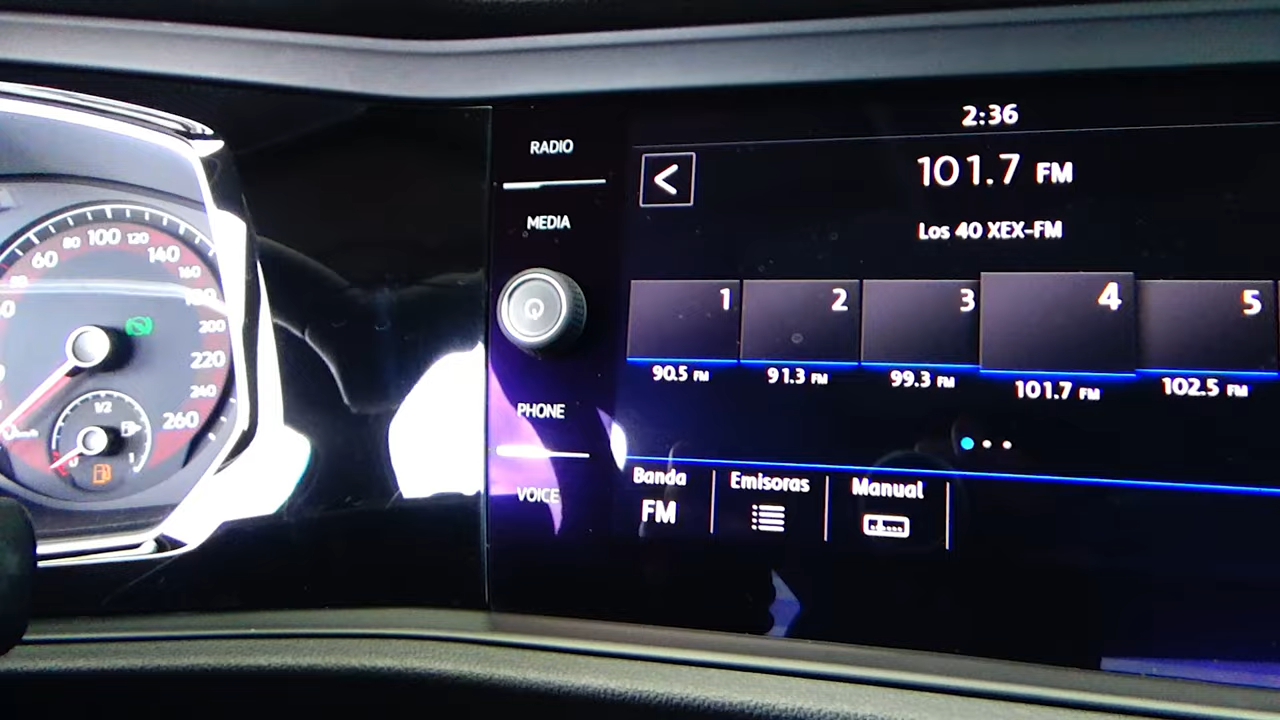 2:36
RADIO
101.7 FM
MEDIA
Los 40 XEX-FM
1 2 3 4 5
90.5 FM 91.3 FM 99.3 FM 101.7 FM 102.5 FM
PHONE
VOICE
Banda Emisoras Manual
FM
60 80 100 120 140 160 180 200 220 240 260
1/2
0 1